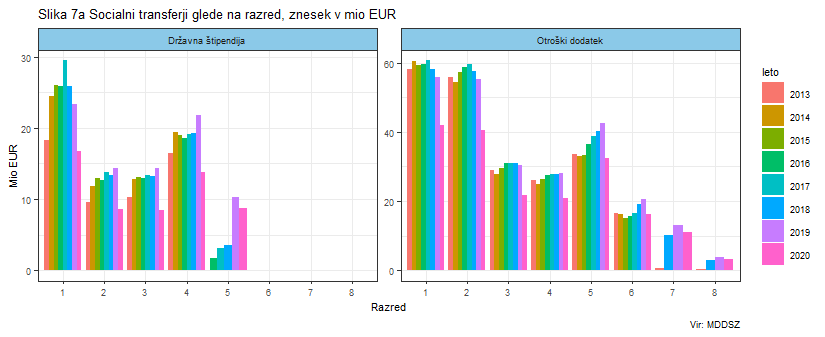 Slika 7a Socialni transferji glede na razred, znesek v mio EUR
Državna štipendija
Otroški dodatek
Mio EUR
30
20
10
0
60
40
20
0
1 2 3 4 5 6 7 8
1 2 3 4 5 6 7 8
Razred
leto
2013
2014
2015
2016
2017
2018
2019
2020
Vir: MDDSZ